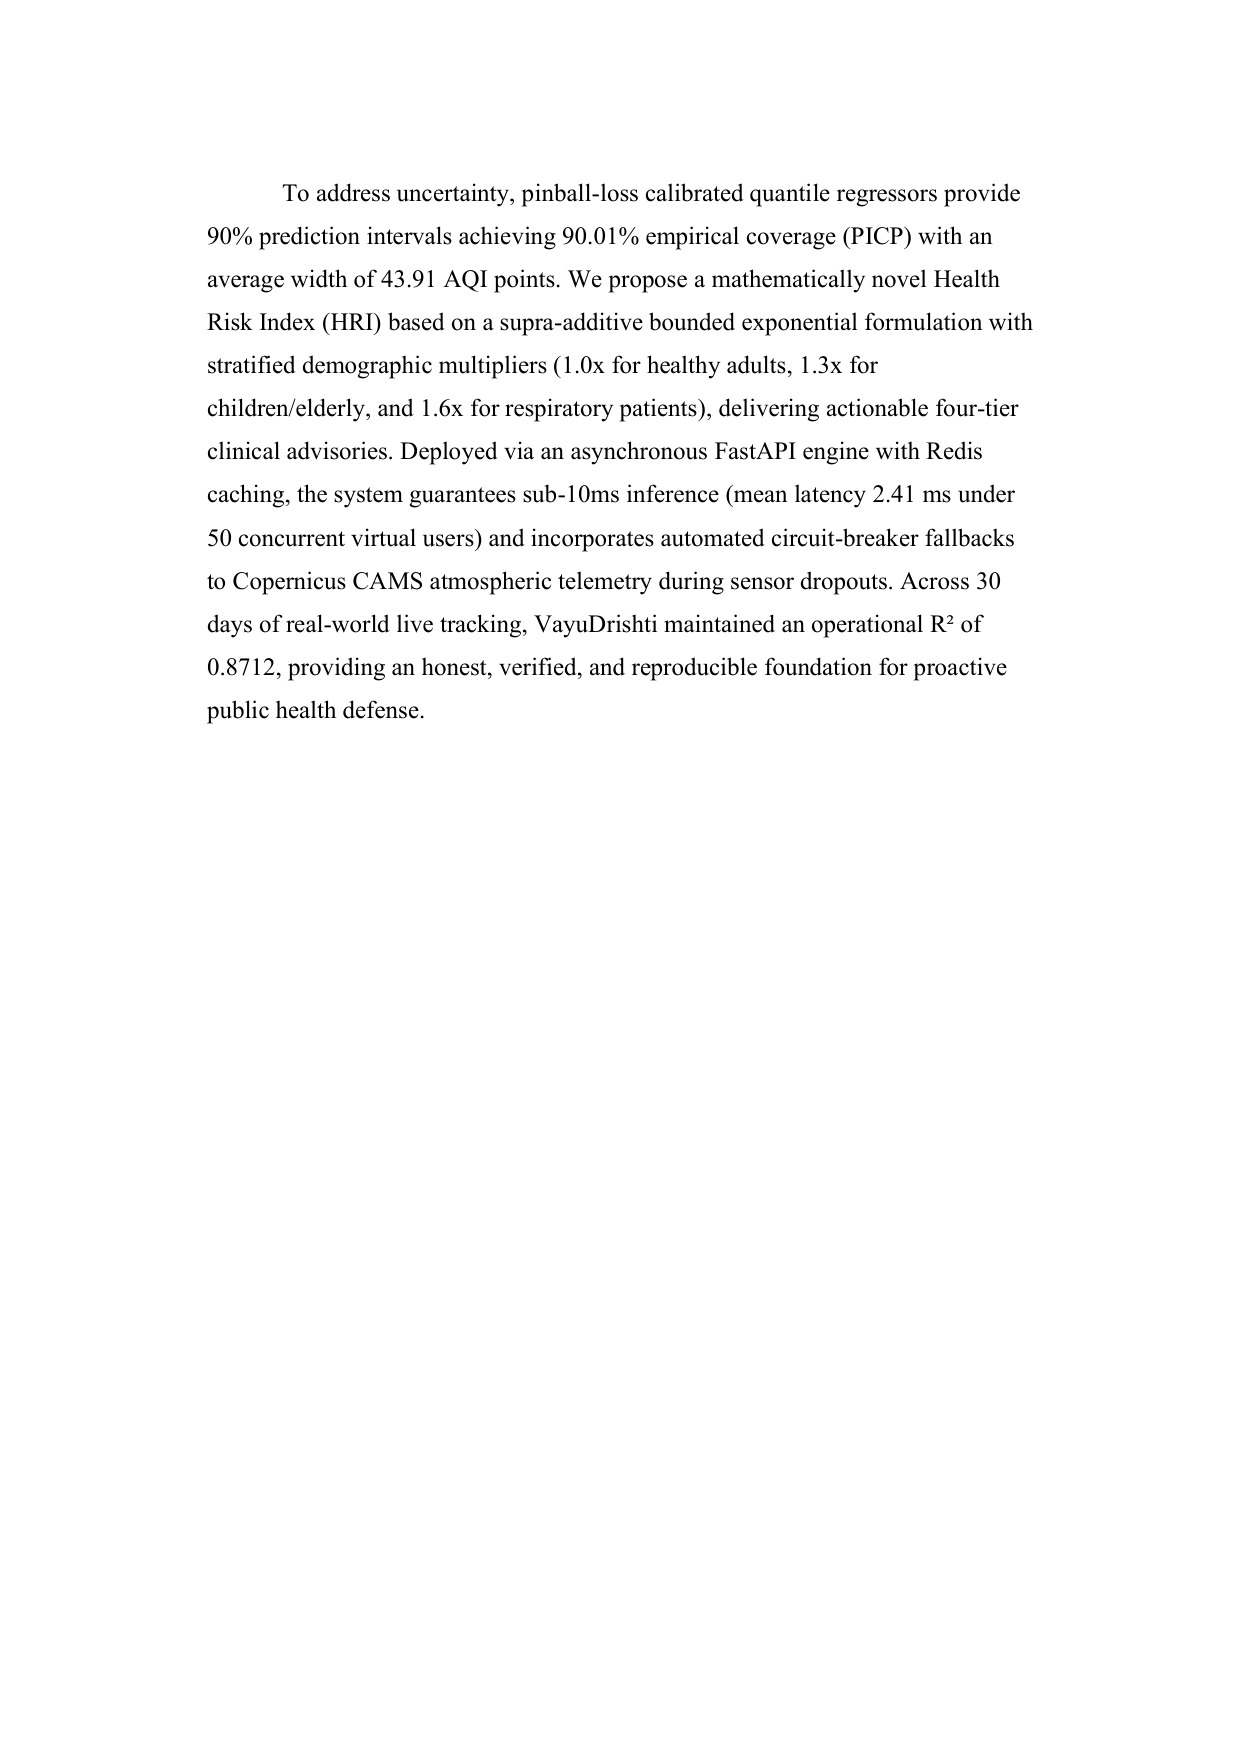 To address uncertainty, pinball-loss calibrated quantile regressors provide
90% prediction intervals achieving 90.01% empirical coverage (PICP) with an
average width of 43.91 AQI points. We propose a mathematically novel Health
Risk Index (HRI) based on a supra-additive bounded exponential formulation with
stratified demographic multipliers (1.0x for healthy adults, 1.3x for
children/elderly, and 1.6x for respiratory patients), delivering actionable four-tier
clinical advisories. Deployed via an asynchronous FastAPI engine with Redis
caching, the system guarantees sub-10ms inference (mean latency 2.41 ms under
50 concurrent virtual users) and incorporates automated circuit-breaker fallbacks
to Copernicus CAMS atmospheric telemetry during sensor dropouts. Across 30
days of real-world live tracking, VayuDrishti maintained an operational R² of
0.8712, providing an honest, verified, and reproducible foundation for proactive
public health defense.